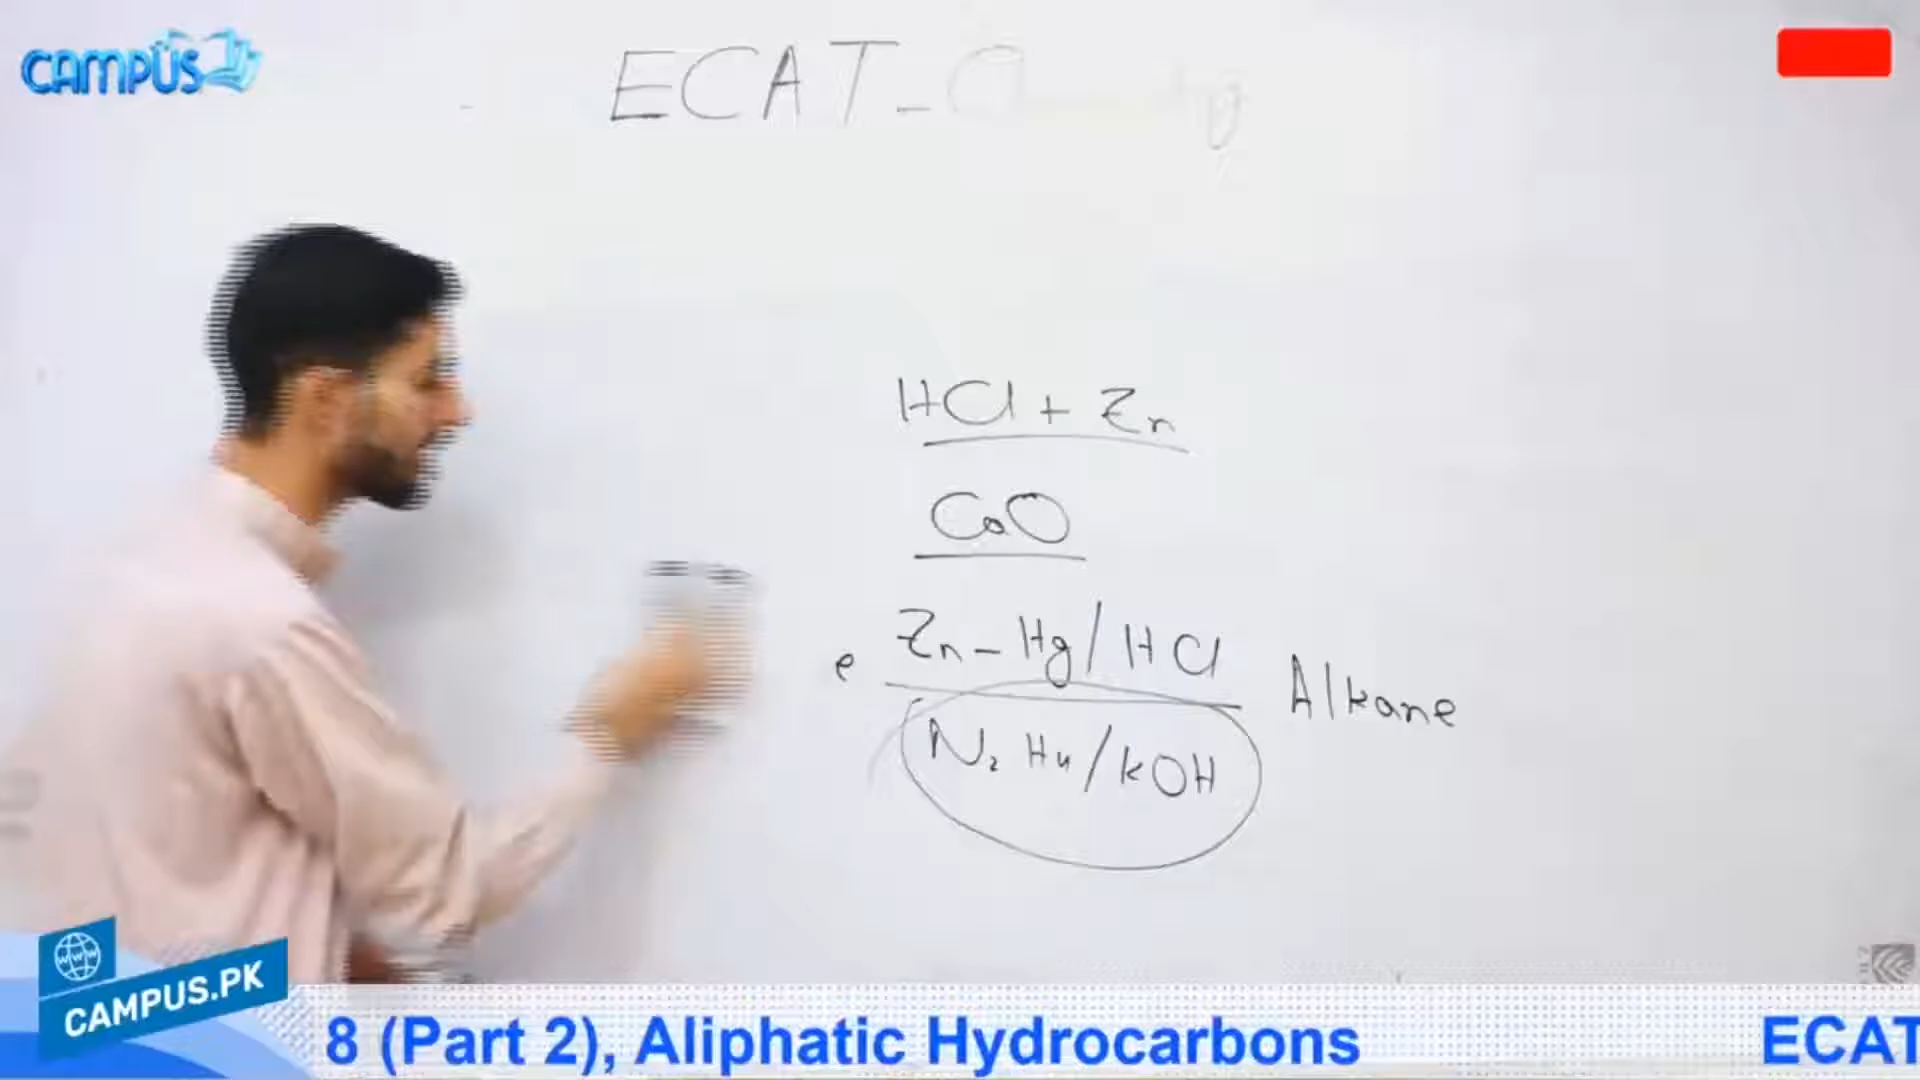 CAMPUS
ECAT-
HCl + Zn
CaO
e Zn-Hg/HCl Alkane
N₂H₄/KOH
www
CAMPUS.PK
8 (Part 2), Aliphatic Hydrocarbons
ECAT